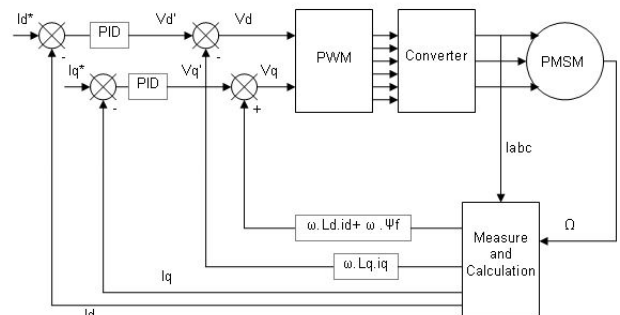 Id*
PID
Vd'
Vd
-
-
Iq*
PID
Vq'
Vq
-
+
PWM
Converter
PMSM
Iabc
ω.Ld.id+ ω.Ψf
ω.Lq.iq
Measure
and
Calculation
Ω
Iq
Id